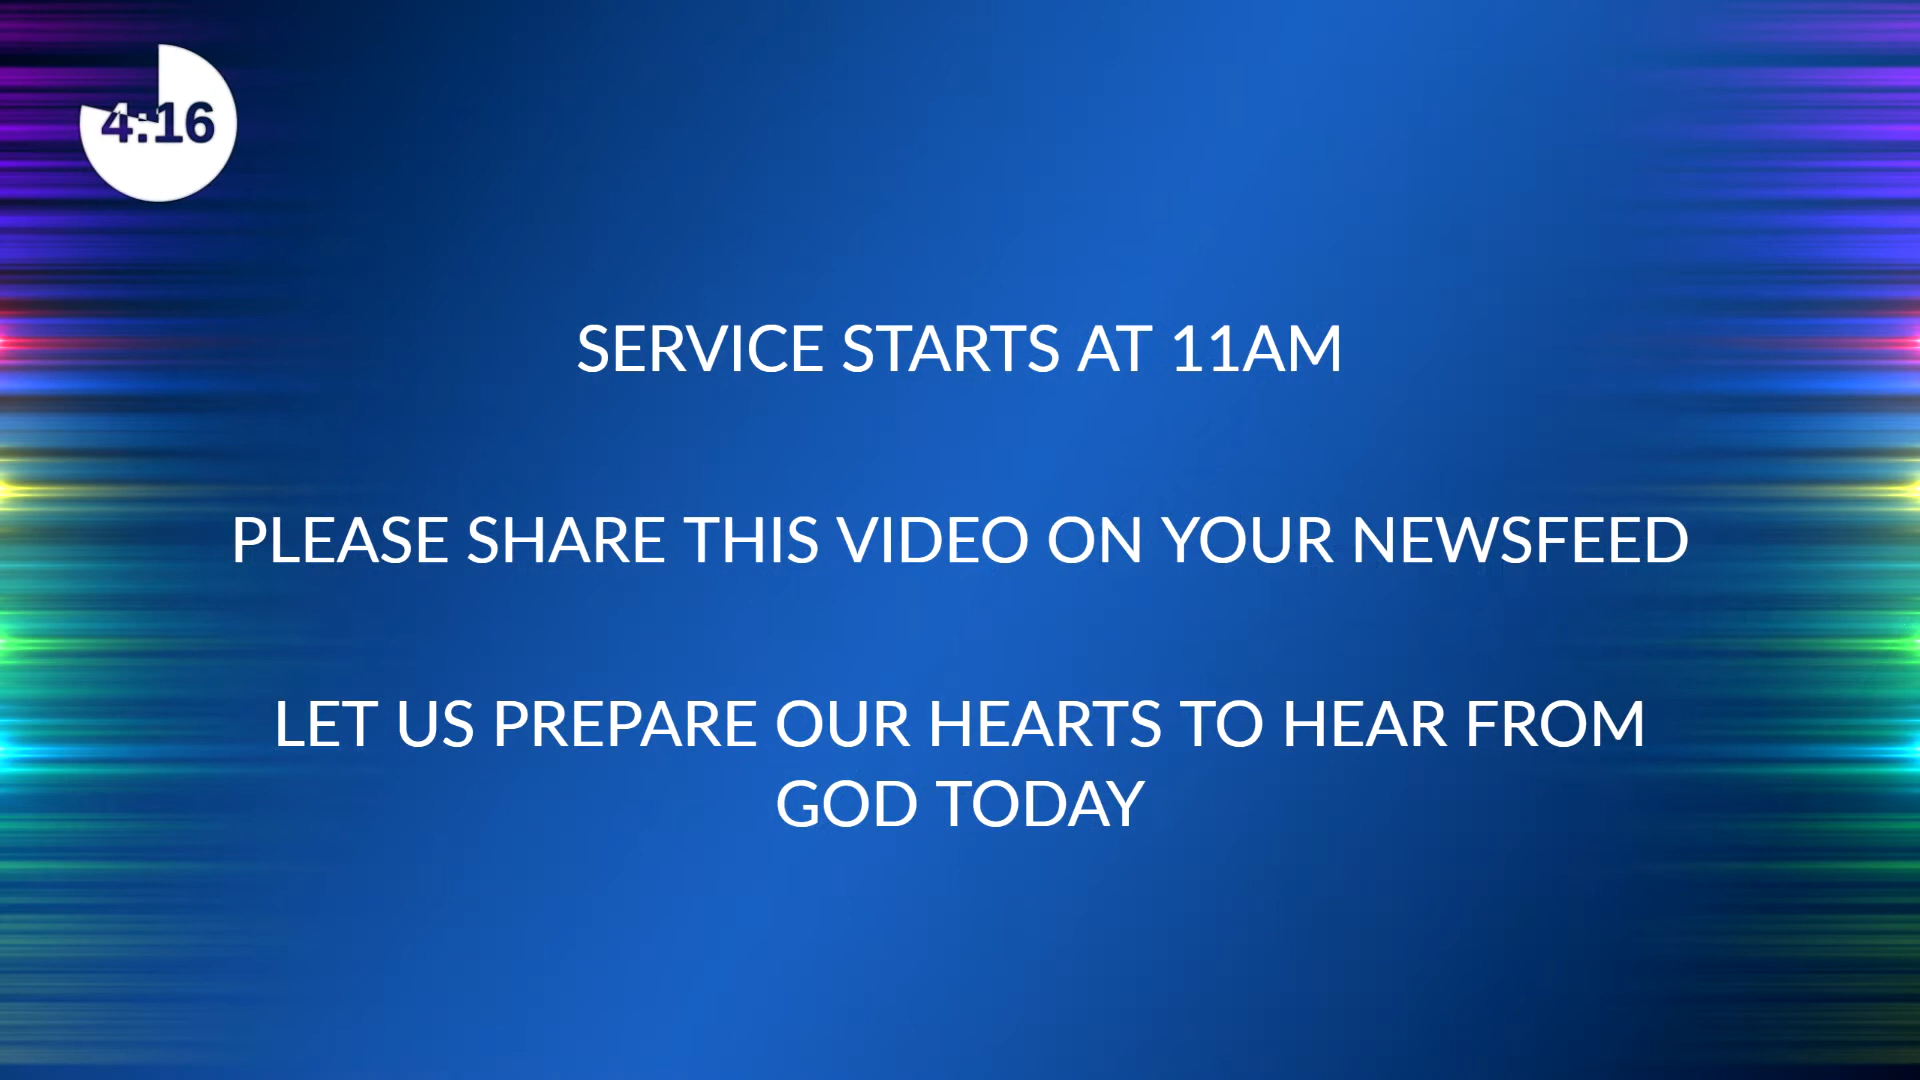 4:16
SERVICE STARTS AT 11AM
PLEASE SHARE THIS VIDEO ON YOUR NEWSFEED
LET US PREPARE OUR HEARTS TO HEAR FROM
GOD TODAY